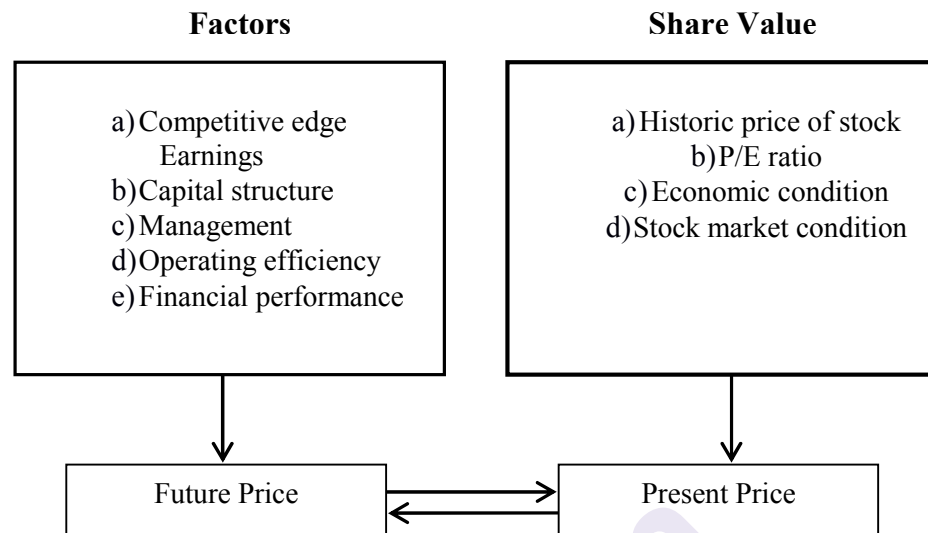 Factors
Share Value
a) Competitive edge
Earnings
b) Capital structure
c) Management
d) Operating efficiency
e) Financial performance
a) Historic price of stock
b) P/E ratio
c) Economic condition
d) Stock market condition
Future Price
Present Price